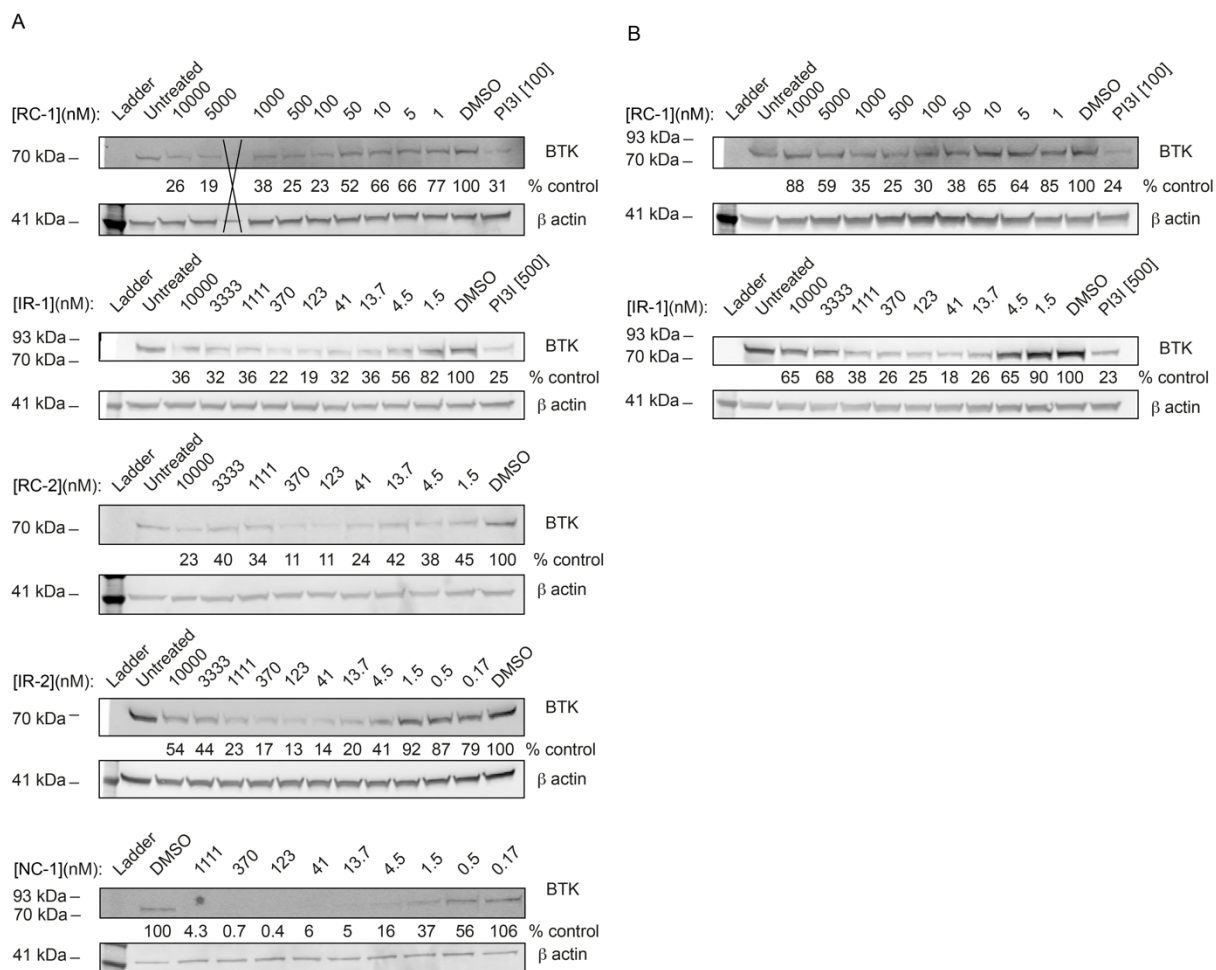 A
[RC-1](nM): Ladder Untreated 10000 5000 1000 500 100 50 10 5 1 DMSO PI3I [100]
70 kDa BTK
26 19 38 25 23 52 66 66 77 100 31 % control
41 kDa β actin
[IR-1](nM): Ladder Untreated 10000 3333 1111 370 123 41 13.7 4.5 1.5 DMSO PI3I [500]
93 kDa
70 kDa BTK
36 32 36 22 19 32 36 56 82 100 25 % control
41 kDa β actin
[RC-2](nM): Ladder Untreated 10000 3333 1111 370 123 41 13.7 4.5 1.5 DMSO
70 kDa BTK
23 40 34 11 11 24 42 38 45 100 % control
41 kDa β actin
[IR-2](nM): Ladder Untreated 10000 3333 1111 370 123 41 13.7 4.5 1.5 0.5 0.17 DMSO
70 kDa BTK
54 44 23 17 13 14 20 41 92 87 79 100 % control
41 kDa β actin
[NC-1](nM): Ladder DMSO 1111 370 123 41 13.7 4.5 1.5 0.5 0.17
93 kDa BTK
70 kDa
100 4.3 0.7 0.4 6 5 16 37 56 106 % control
41 kDa β actin
B
[RC-1](nM): Ladder Untreated 10000 5000 1000 500 100 50 10 5 1 DMSO PI3I [100]
93 kDa
70 kDa BTK
88 59 35 25 30 38 65 64 85 100 24 % control
41 kDa β actin
[IR-1](nM): Ladder Untreated 10000 3333 1111 370 123 41 13.7 4.5 1.5 DMSO PI3I [500]
93 kDa
70 kDa BTK
65 68 38 26 25 18 26 65 90 100 23 % control
41 kDa β actin